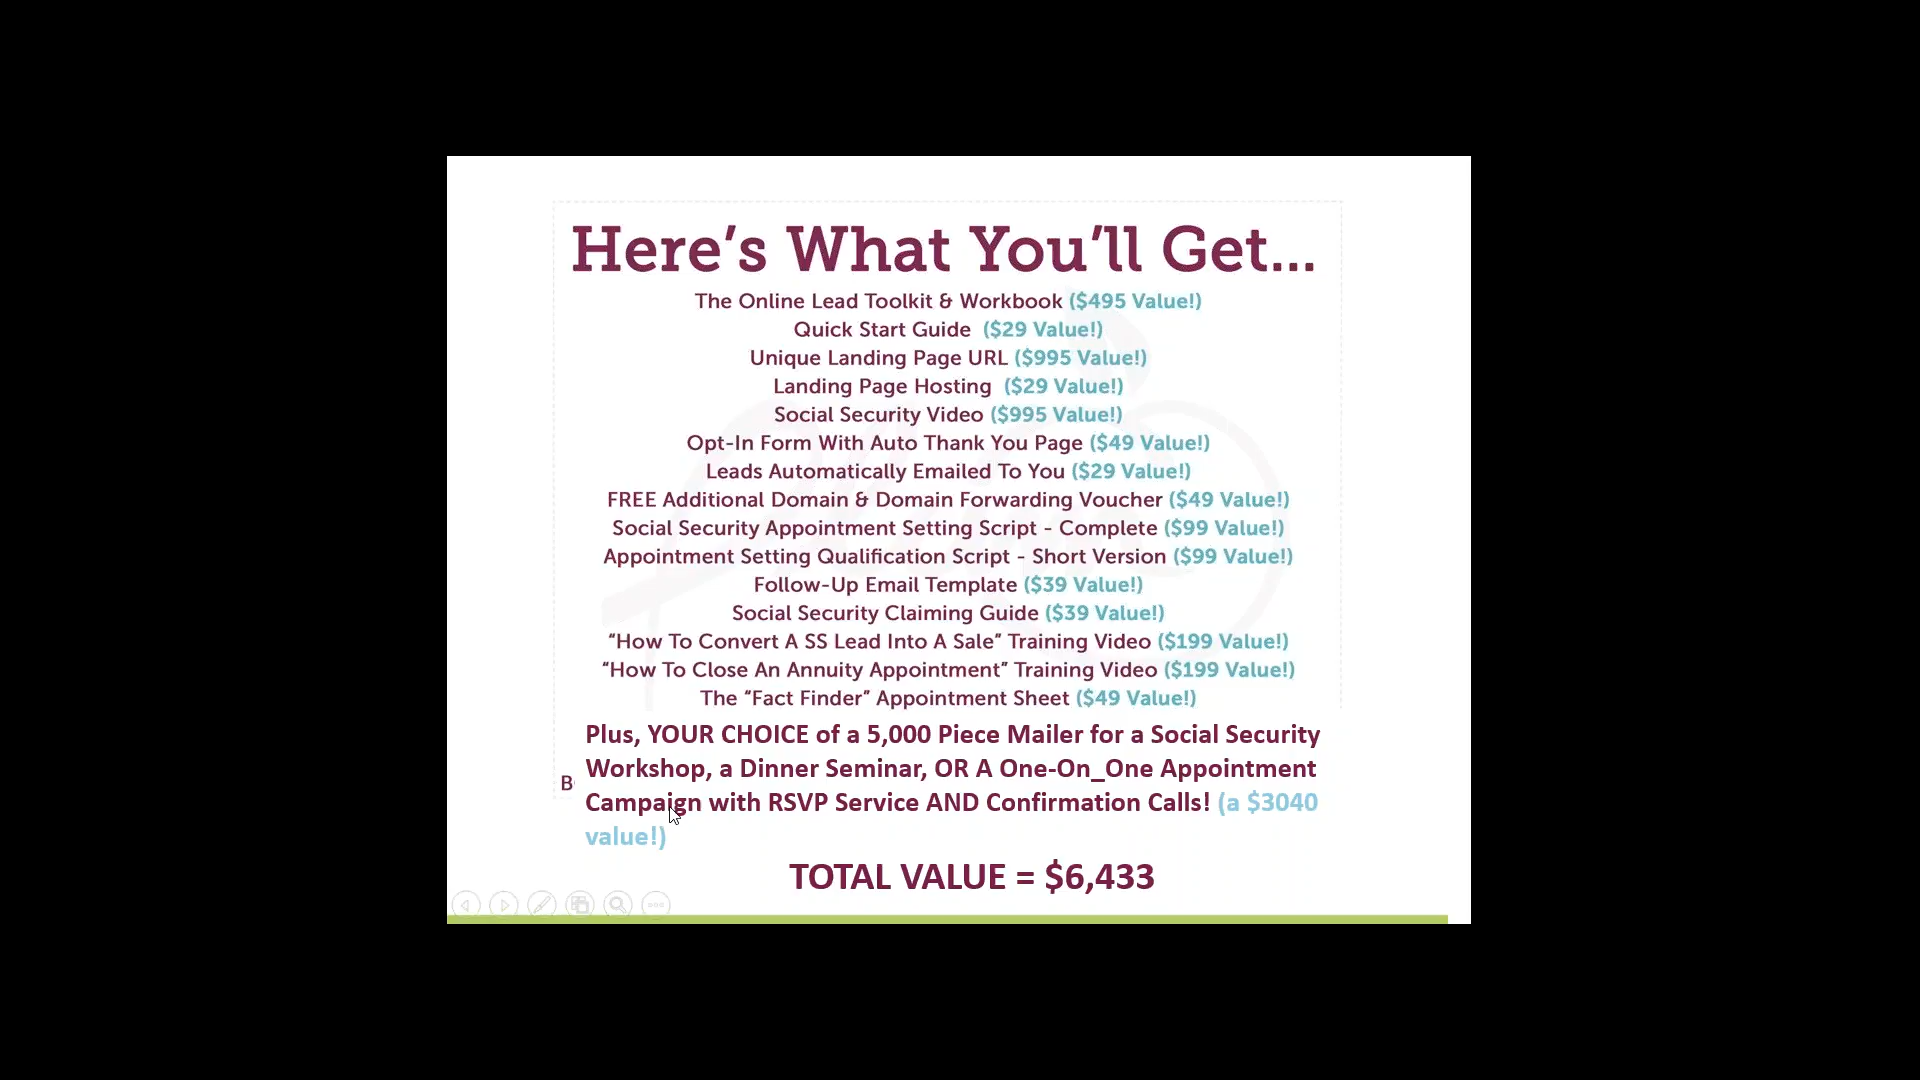 Here’s What You’ll Get...
The Online Lead Toolkit & Workbook ($495 Value!)
Quick Start Guide ($29 Value!)
Unique Landing Page URL ($995 Value!)
Landing Page Hosting ($29 Value!)
Social Security Video ($995 Value!)
Opt-In Form With Auto Thank You Page ($49 Value!)
Leads Automatically Emailed To You ($29 Value!)
FREE Additional Domain & Domain Forwarding Voucher ($49 Value!)
Social Security Appointment Setting Script - Complete ($99 Value!)
Appointment Setting Qualification Script - Short Version ($99 Value!)
Follow-Up Email Template ($39 Value!)
Social Security Claiming Guide ($39 Value!)
“How To Convert A SS Lead Into A Sale” Training Video ($199 Value!)
“How To Close An Annuity Appointment” Training Video ($199 Value!)
The “Fact Finder” Appointment Sheet ($49 Value!)
Plus, YOUR CHOICE of a 5,000 Piece Mailer for a Social Security
Workshop, a Dinner Seminar, OR A One-On_One Appointment
B
Campaign with RSVP Service AND Confirmation Calls! (a $3040
value!)
TOTAL VALUE = $6,433